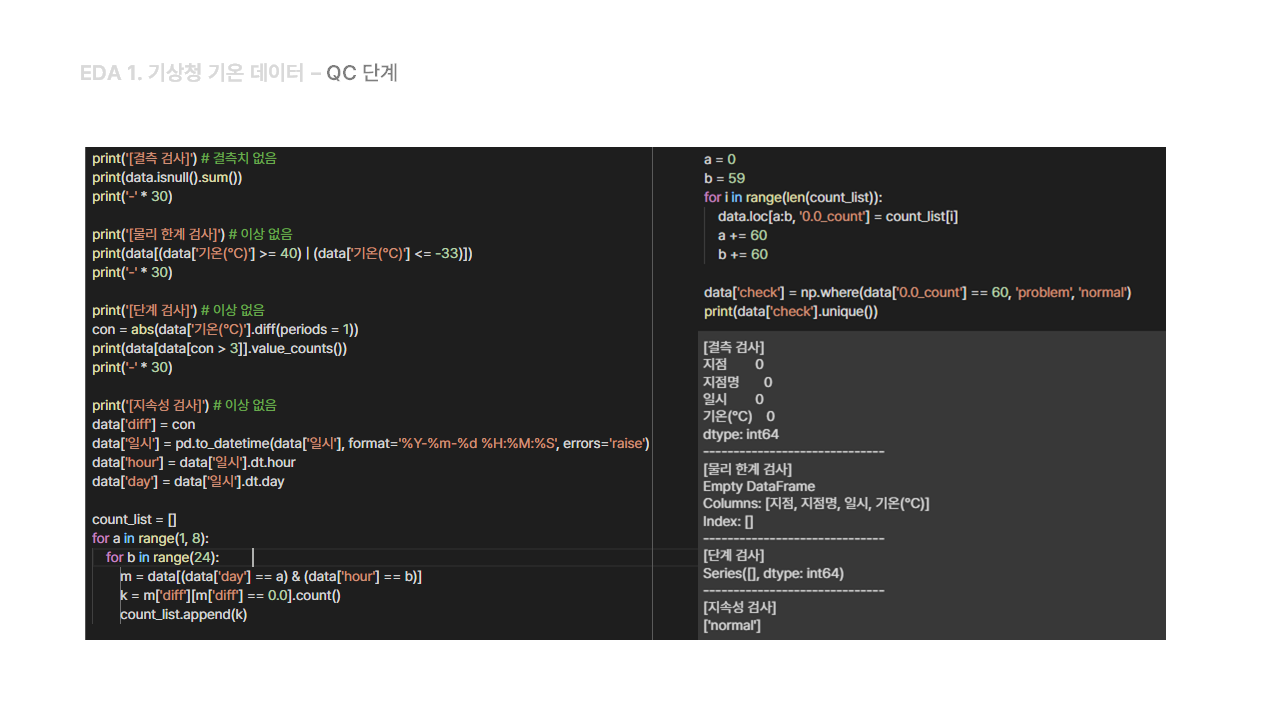 EDA 1. 기상청 기온 데이터 – QC 단계
print('[결측 검사]') # 결측치 없음
print(data.isnull().sum())
print('-' * 30)
print('[물리 한계 검사]') # 이상 없음
print(data[(data['기온(°C)'] >= 40) | (data['기온(°C)'] <= -33)])
print('-' * 30)
print('[단계 검사]') # 이상 없음
con = abs(data['기온(°C)'].diff(periods = 1))
print(data[data[con > 3]].value_counts())
print('-' * 30)
print('[지속성 검사]') # 이상 없음
data['diff'] = con
data['일시'] = pd.to_datetime(data['일시'], format='%Y-%m-%d %H:%M:%S', errors='raise')
data['hour'] = data['일시'].dt.hour
data['day'] = data['일시'].dt.day
count_list = []
for a in range(1, 8):
for b in range(24):
m = data[(data['day'] == a) & (data['hour'] == b)]
k = m['diff'][m['diff'] == 0.0].count()
count_list.append(k)
a = 0
b = 59
for i in range(len(count_list)):
data.loc[a:b, '0.0_count'] = count_list[i]
a += 60
b += 60
data['check'] = np.where(data['0.0_count'] == 60, 'problem', 'normal')
print(data['check'].unique())
[결측 검사]
지점 0
지점명 0
일시 0
기온(°C) 0
dtype: int64
------------------------------
[물리 한계 검사]
Empty DataFrame
Columns: [지점, 지점명, 일시, 기온(°C)]
Index: []
------------------------------
[단계 검사]
Series([], dtype: int64)
------------------------------
[지속성 검사]
['normal']